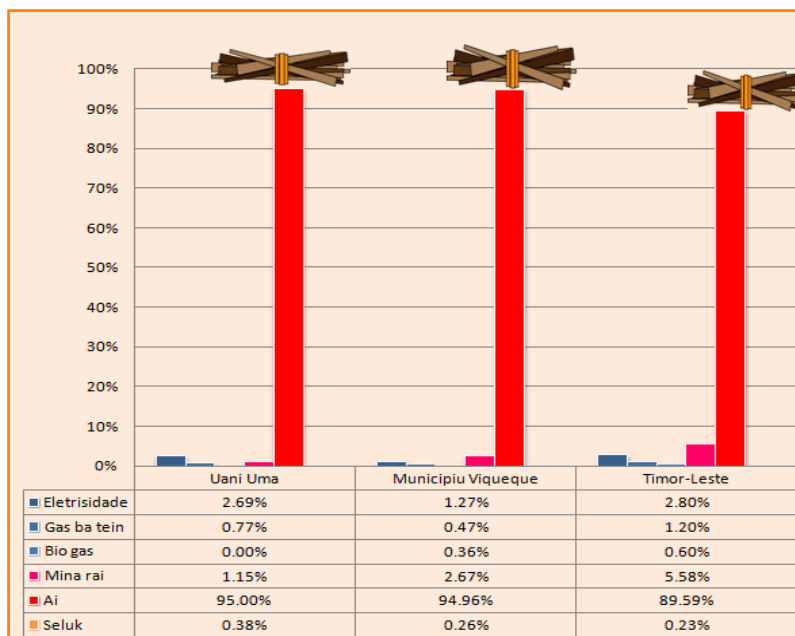 100%
90%
80%
70%
60%
50%
40%
30%
20%
10%
0%
Uani Uma Municipiu Viqueque Timor-Leste
Eletrisidade 2.69% 1.27% 2.80%
Gas ba tein 0.77% 0.47% 1.20%
Bio gas 0.00% 0.36% 0.60%
Mina rai 1.15% 2.67% 5.58%
Ai 95.00% 94.96% 89.59%
Seluk 0.38% 0.26% 0.23%